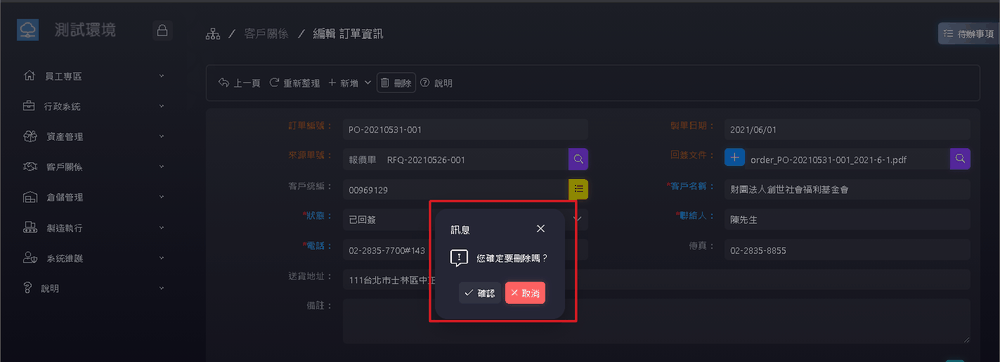 測試環境
/ 客戶關係 / 編輯 訂單資訊
待辦事項
員工專區
行政系統
資產管理
客戶關係
倉儲管理
製造執行
系統維護
說明
上一頁 重新整理 新增 刪除 說明
訂單編號： PO-20210531-001
製單日期： 2021/06/01
來源單號： 報價單 RFQ-20210526-001
回簽文件： order_PO-20210531-001_2021-6-1.pdf
客戶統編： 00969129
*客戶名稱： 財團法人創世社會福利基金會
*狀態： 已回簽
*聯絡人： 陳先生
*電話： 02-2835-7700#143
傳真： 02-2835-8855
送貨地址： 111台北市士林區中正
備註：
訊息
您確定要刪除嗎？
確認 取消